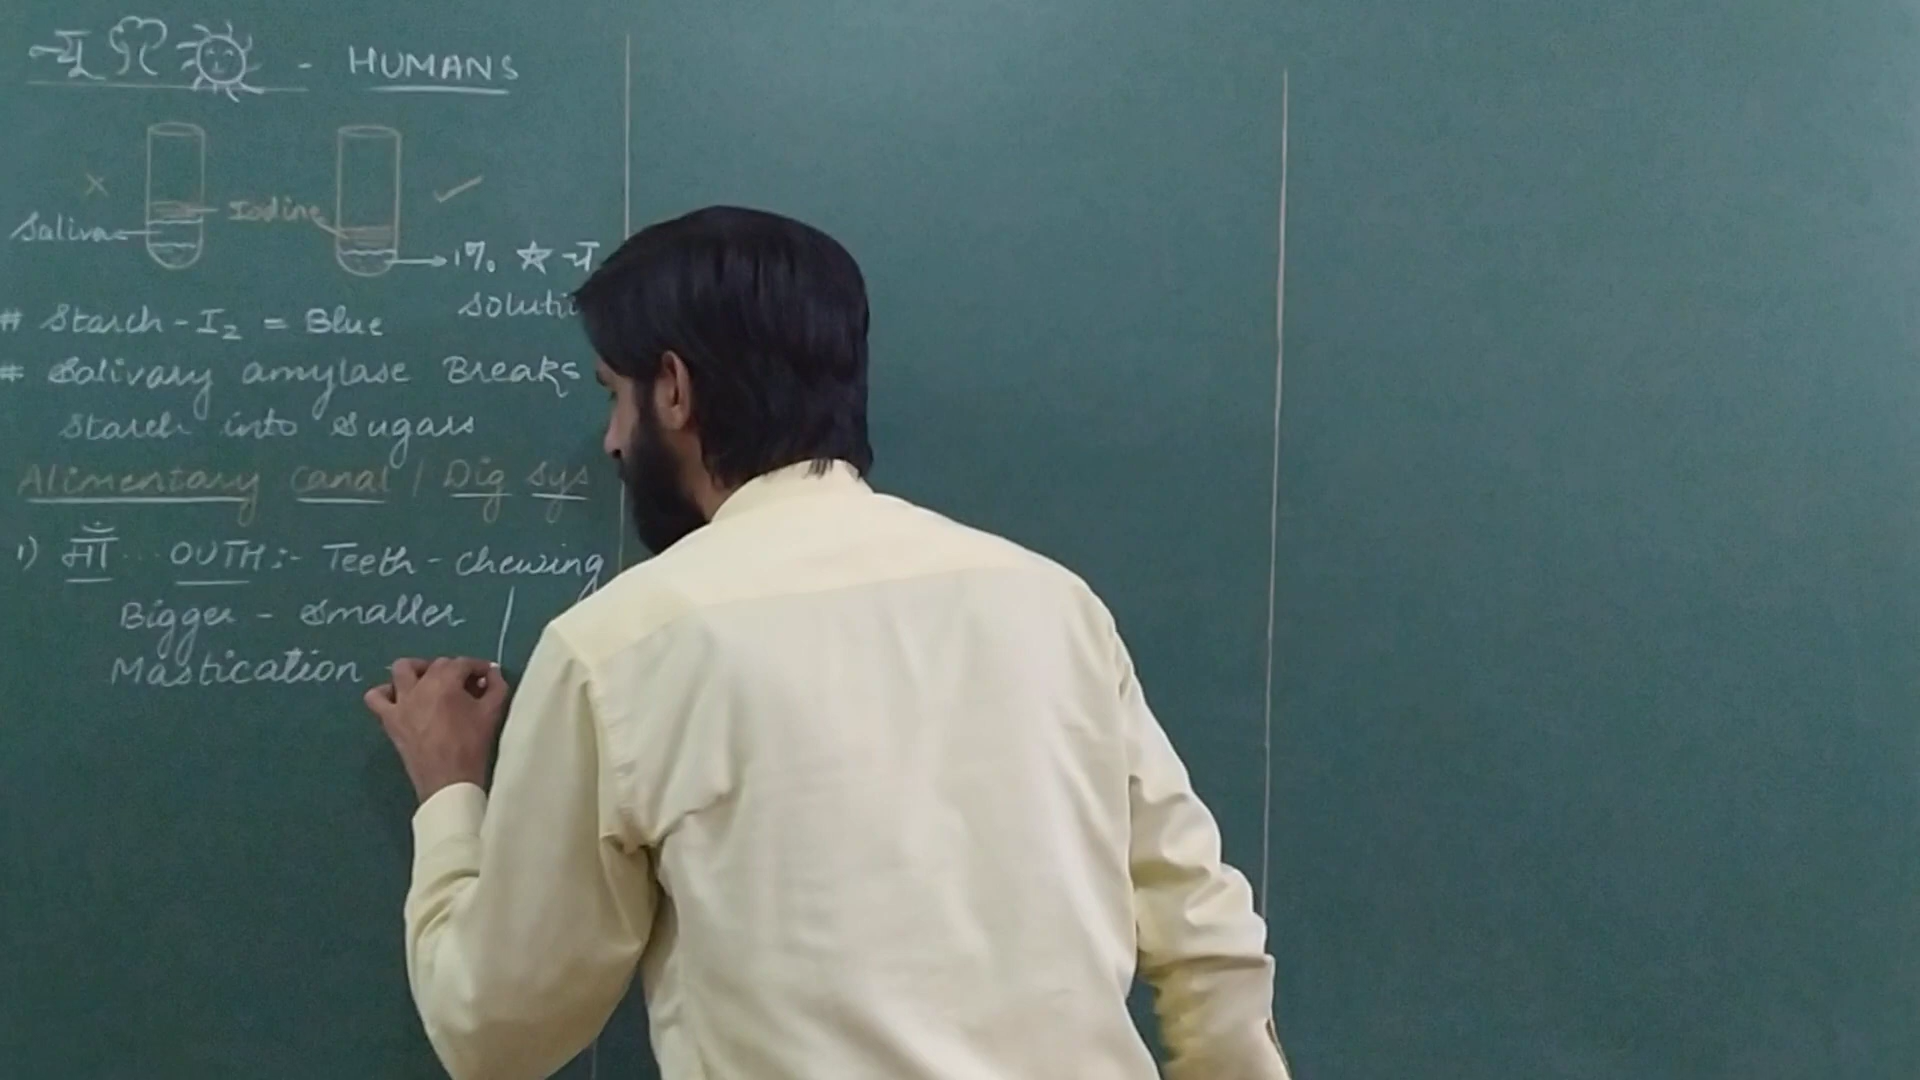 न्यू - HUMANS
Saliva
Iodine
1%. र्च
# Starch - I₂ = Blue
# Salivary amylase Breaks
Starch into Sugars
Alimentary Canal / Dig Sys
1) माँ... OUTH :- Teeth - chewing
Bigger - Smaller
Mastication